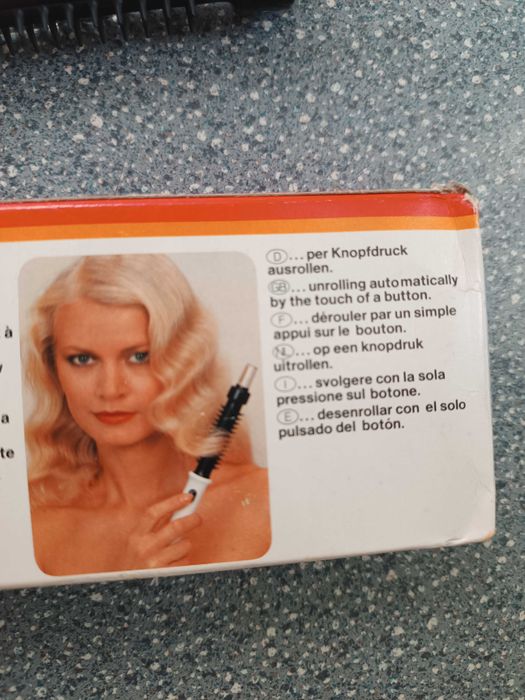 à
a
te
D ... per Knopfdruck
ausrollen.
GB ... unrolling automatically
by the touch of a button.
F ... dérouler par un simple
appui sur le bouton.
NL ... op een knopdruk
uitrollen.
I ... svolgere con la sola
pressione sul botone.
E ... desenrollar con el solo
pulsado del botón.